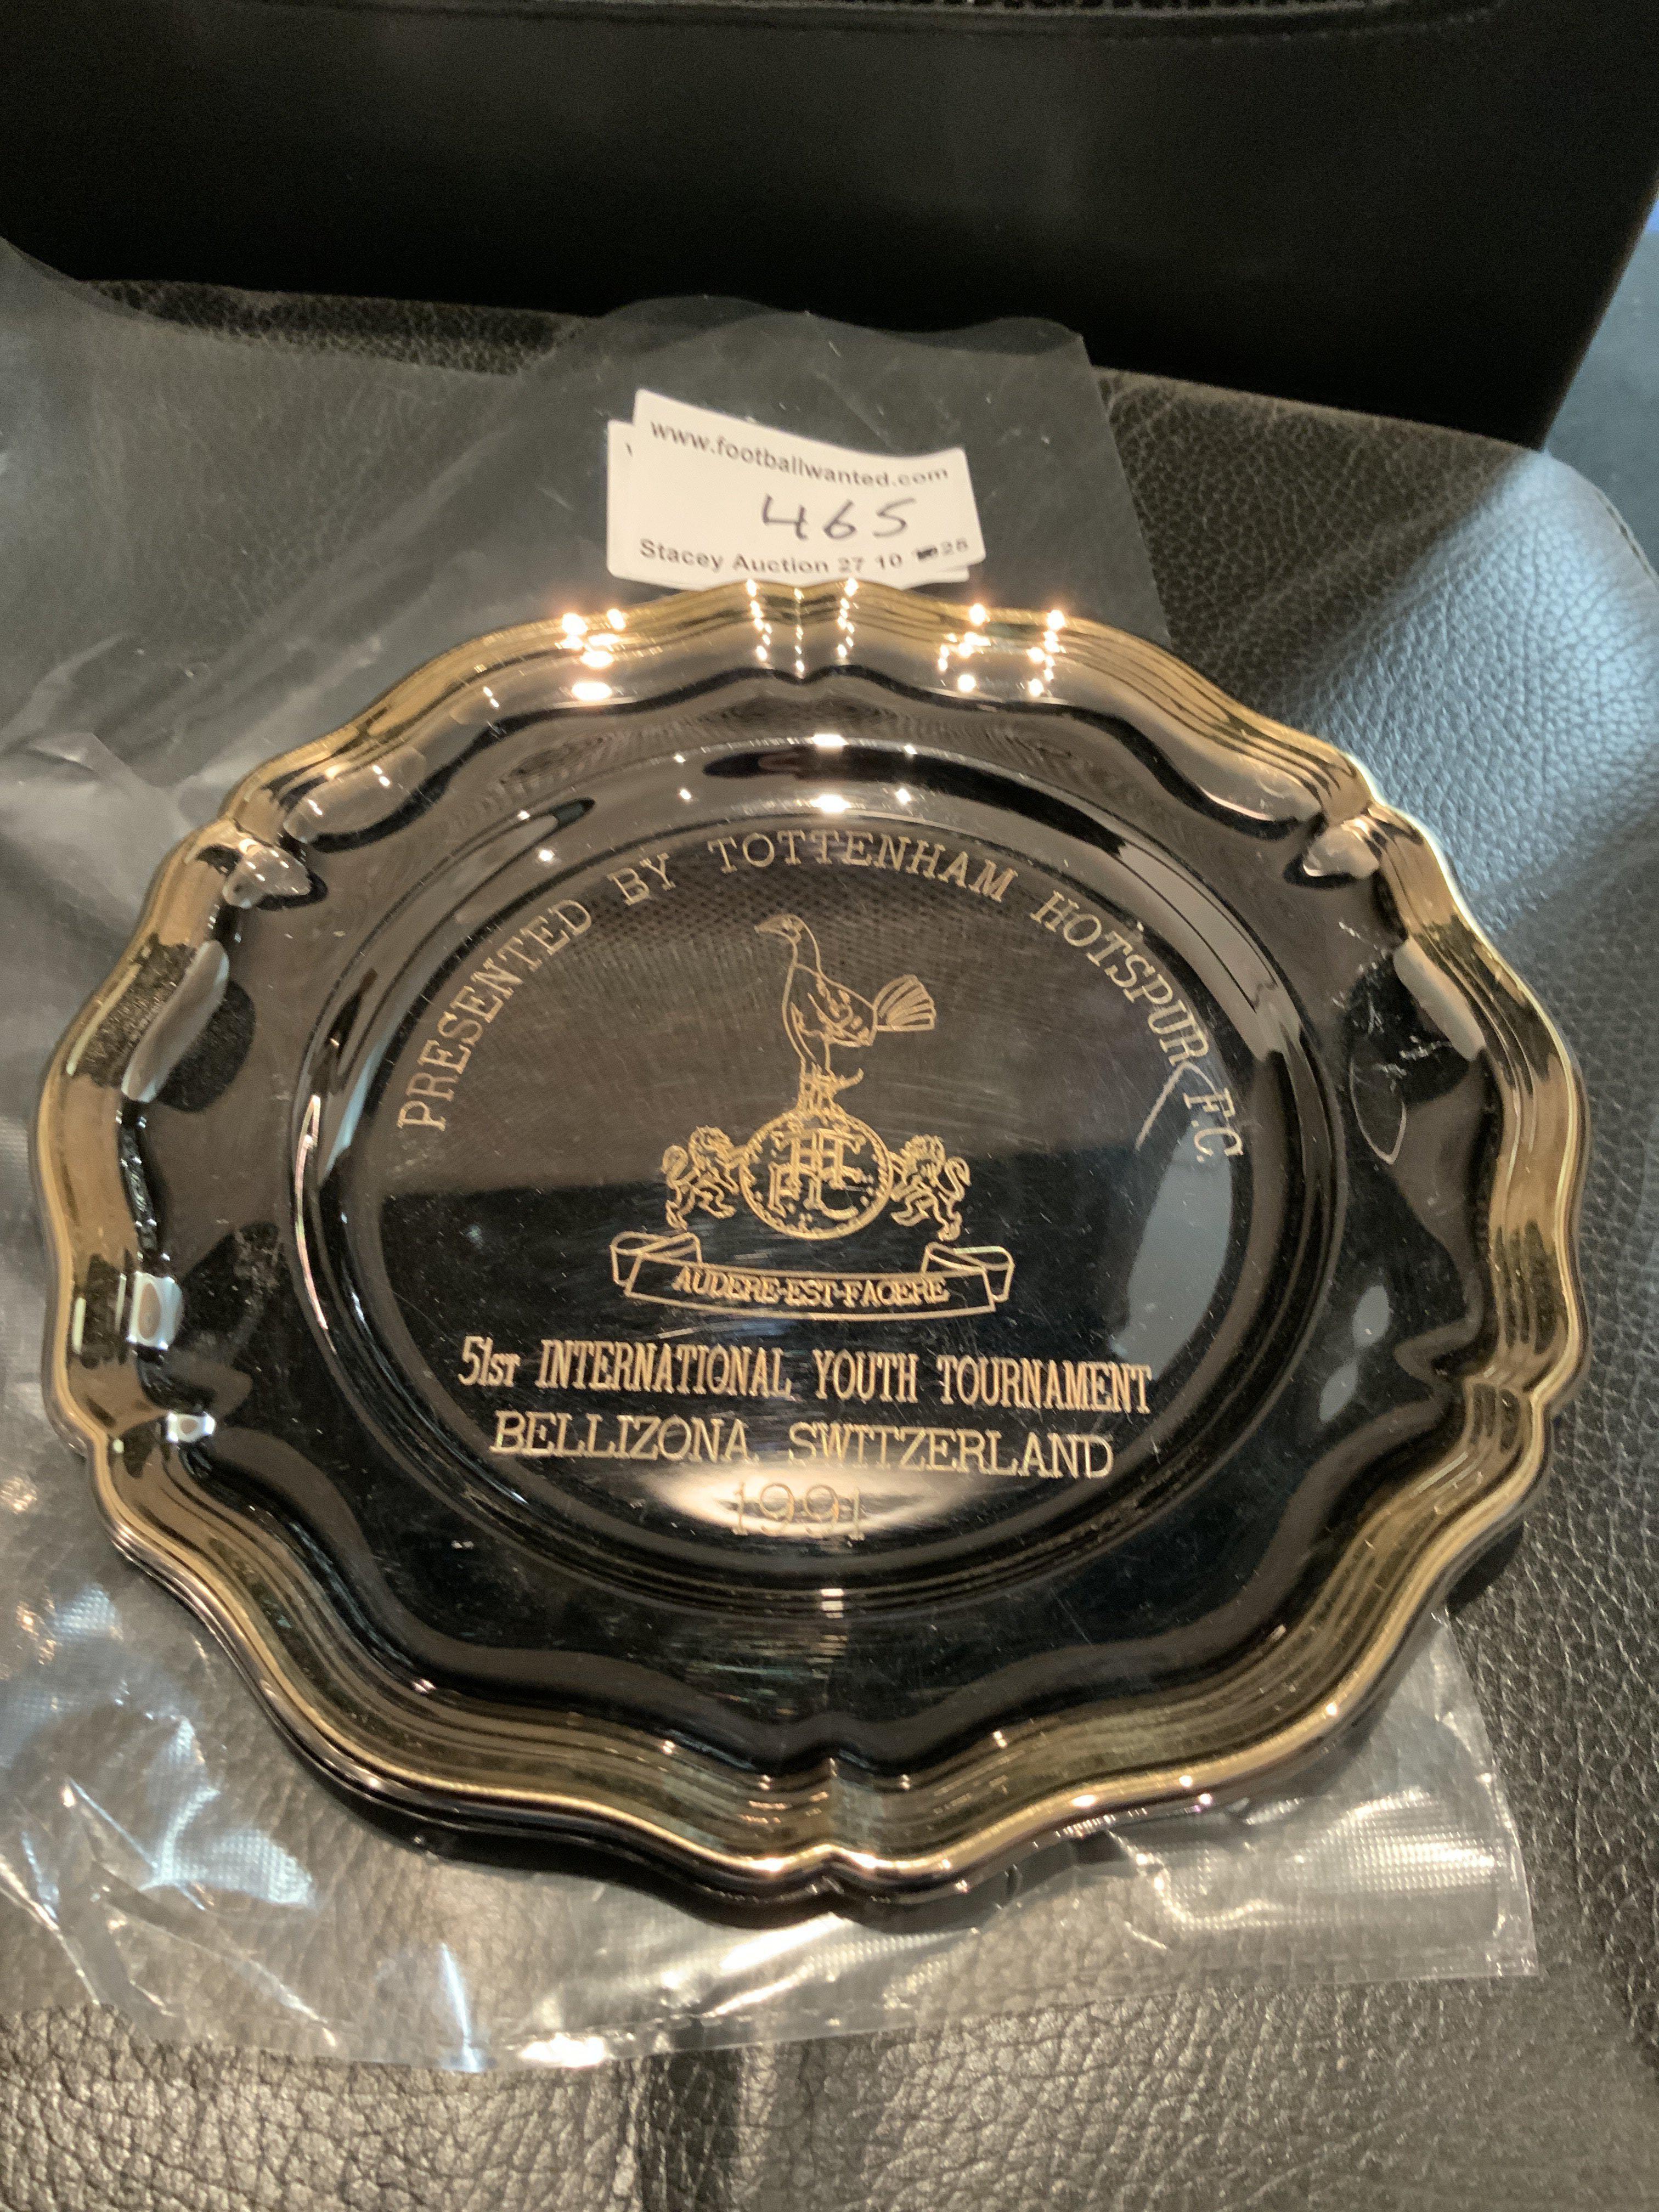 www.footballwanted.com
465
Stacey Auction 27 10 25
PRESENTED BY TOTTENHAM HOTSPUR F.C.
AUDERE-EST-FACERE
51ST INTERNATIONAL YOUTH TOURNAMENT
BELLIZONA, SWITZERLAND
1991